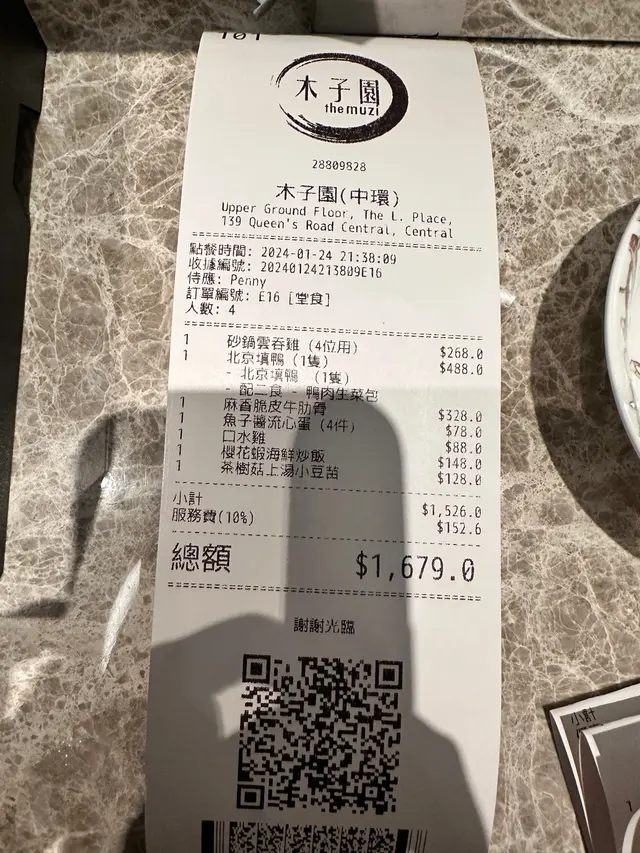 101
木子園
the muzi
28809828
木子園(中環)
Upper Ground Floor, The L. Place,
139 Queen's Road Central, Central
點餐時間: 2024-01-24 21:38:09
收據編號: 20240124213809E16
侍應: Penny
訂單編號: E16 [堂食]
人數: 4
1 砂鍋雲吞雞 (4位用) $268.0
1 北京填鴨 (1隻) $488.0
- 北京填鴨 (1隻)
- 配二食 - 鴨肉生菜包
1 麻香脆皮牛肋骨 $328.0
1 魚子醬流心蛋 (4件) $78.0
1 口水雞 $88.0
1 櫻花蝦海鮮炒飯 $148.0
1 茶樹菇上湯小豆苗 $128.0
小計 $1,526.0
服務費(10%) $152.6
總額 $1,679.0
謝謝光臨
小計